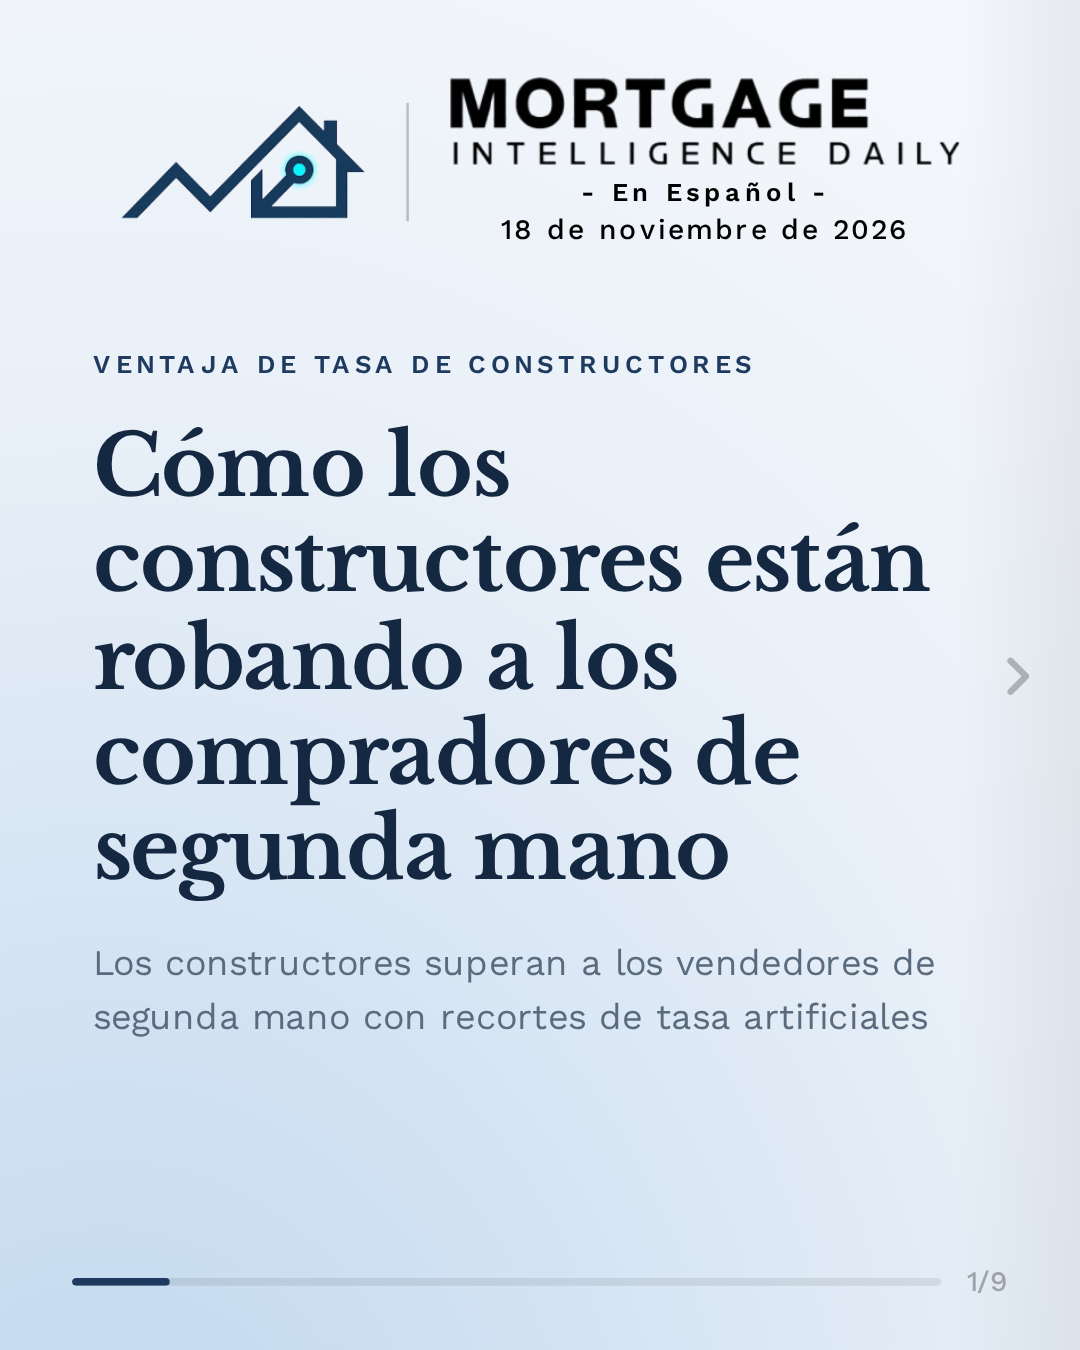 MORTGAGE
INTELLIGENCE DAILY
- En Español -
18 de noviembre de 2026
VENTAJA DE TASA DE CONSTRUCTORES
Cómo los
constructores están
robando a los
compradores de
segunda mano
Los constructores superan a los vendedores de
segunda mano con recortes de tasa artificiales
1/9